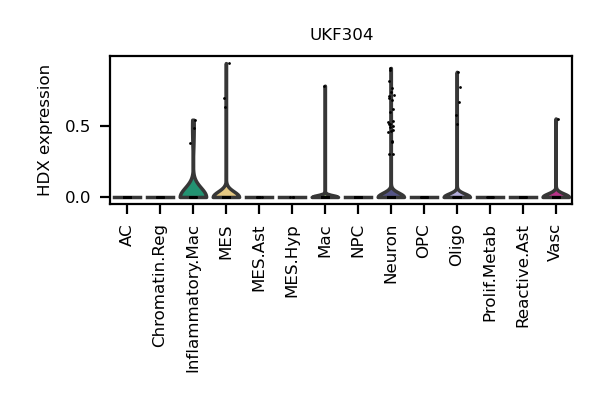 UKF304
HDX expression
0.5
0.0
AC
Chromatin.Reg
Inflammatory.Mac
MES
MES.Ast
MES.Hyp
Mac
NPC
Neuron
OPC
Oligo
Prolif.Metab
Reactive.Ast
Vasc